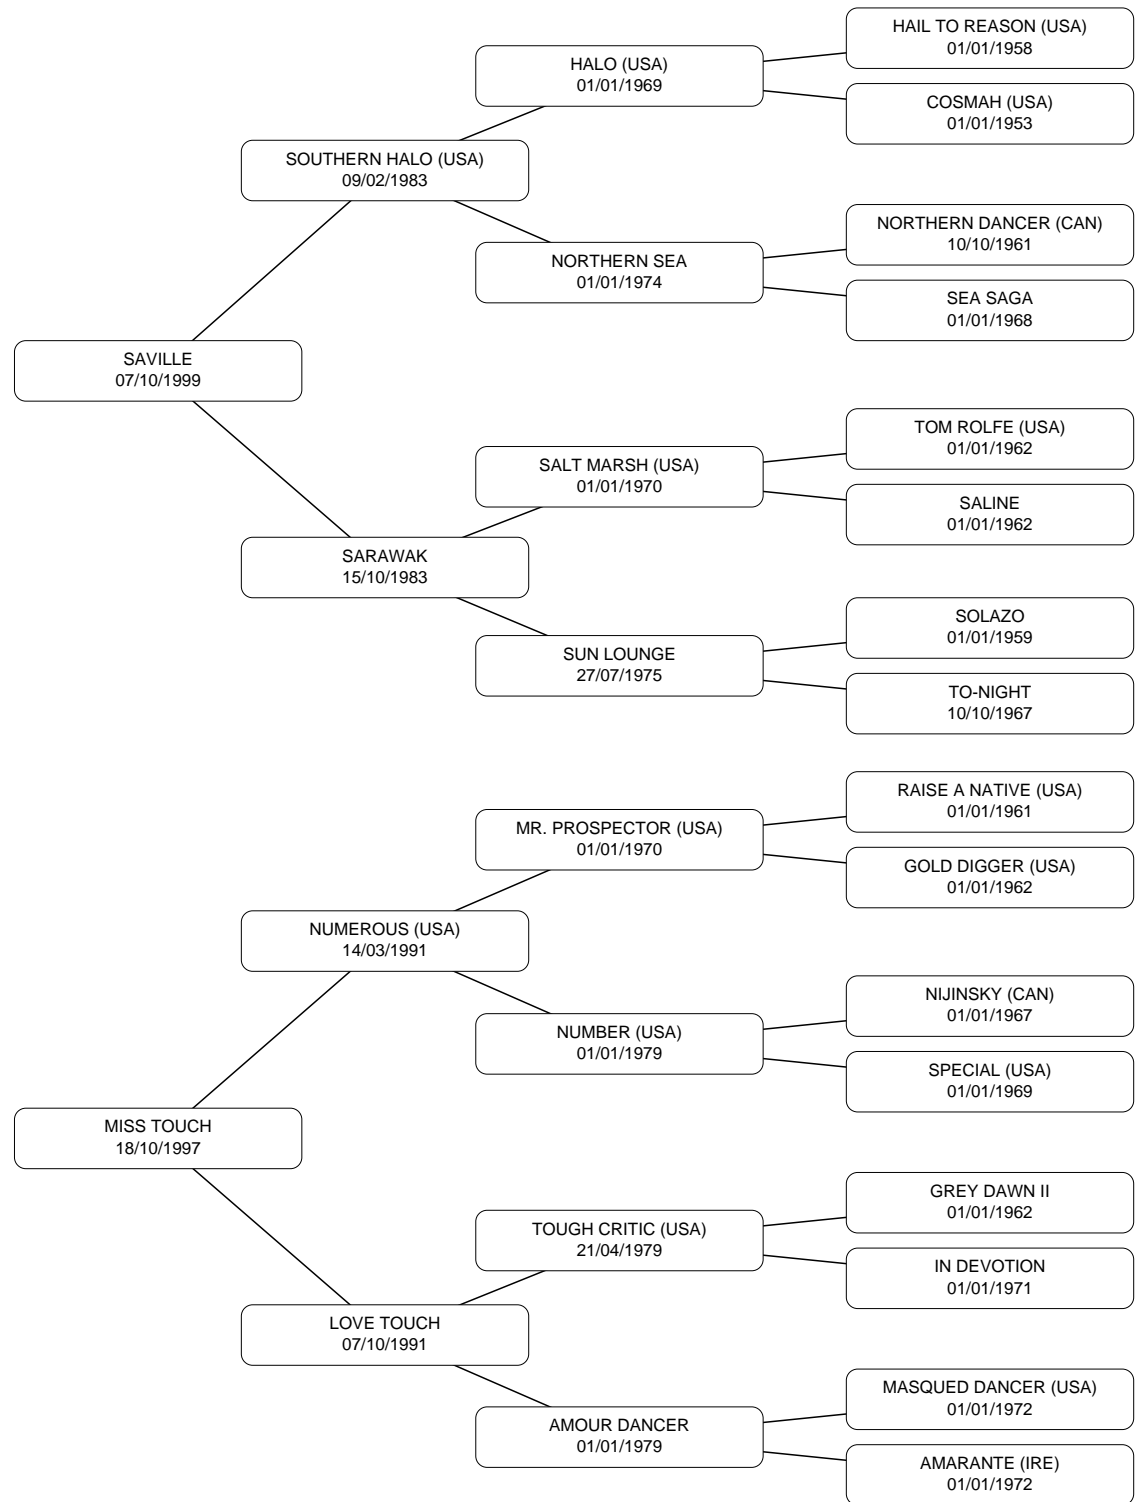 HAIL TO REASON (USA)
01/01/1958
HALO (USA)
01/01/1969
COSMAH (USA)
01/01/1953
SOUTHERN HALO (USA)
09/02/1983
NORTHERN DANCER (CAN)
10/10/1961
NORTHERN SEA
01/01/1974
SEA SAGA
01/01/1968
SAVILLE
07/10/1999
TOM ROLFE (USA)
01/01/1962
SALT MARSH (USA)
01/01/1970
SALINE
01/01/1962
SARAWAK
15/10/1983
SOLAZO
01/01/1959
SUN LOUNGE
27/07/1975
TO-NIGHT
10/10/1967
RAISE A NATIVE (USA)
01/01/1961
MR. PROSPECTOR (USA)
01/01/1970
GOLD DIGGER (USA)
01/01/1962
NUMEROUS (USA)
14/03/1991
NIJINSKY (CAN)
01/01/1967
NUMBER (USA)
01/01/1979
SPECIAL (USA)
01/01/1969
MISS TOUCH
18/10/1997
GREY DAWN II
01/01/1962
TOUGH CRITIC (USA)
21/04/1979
IN DEVOTION
01/01/1971
LOVE TOUCH
07/10/1991
MASQUED DANCER (USA)
01/01/1972
AMOUR DANCER
01/01/1979
AMARANTE (IRE)
01/01/1972